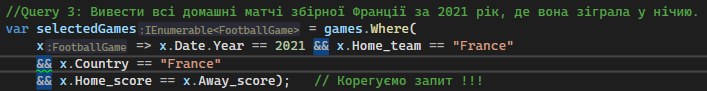 //Query 3: Вивести всі домашні матчі збірної Франції за 2021 рік, де вона зіграла у нічию.
var selectedGames:IEnumerable<FootballGame> = games.Where(
x:FootballGame => x.Date.Year == 2021 && x.Home_team == "France"
&& x.Country == "France"
&& x.Home_score == x.Away_score); // Корегуємо запит !!!